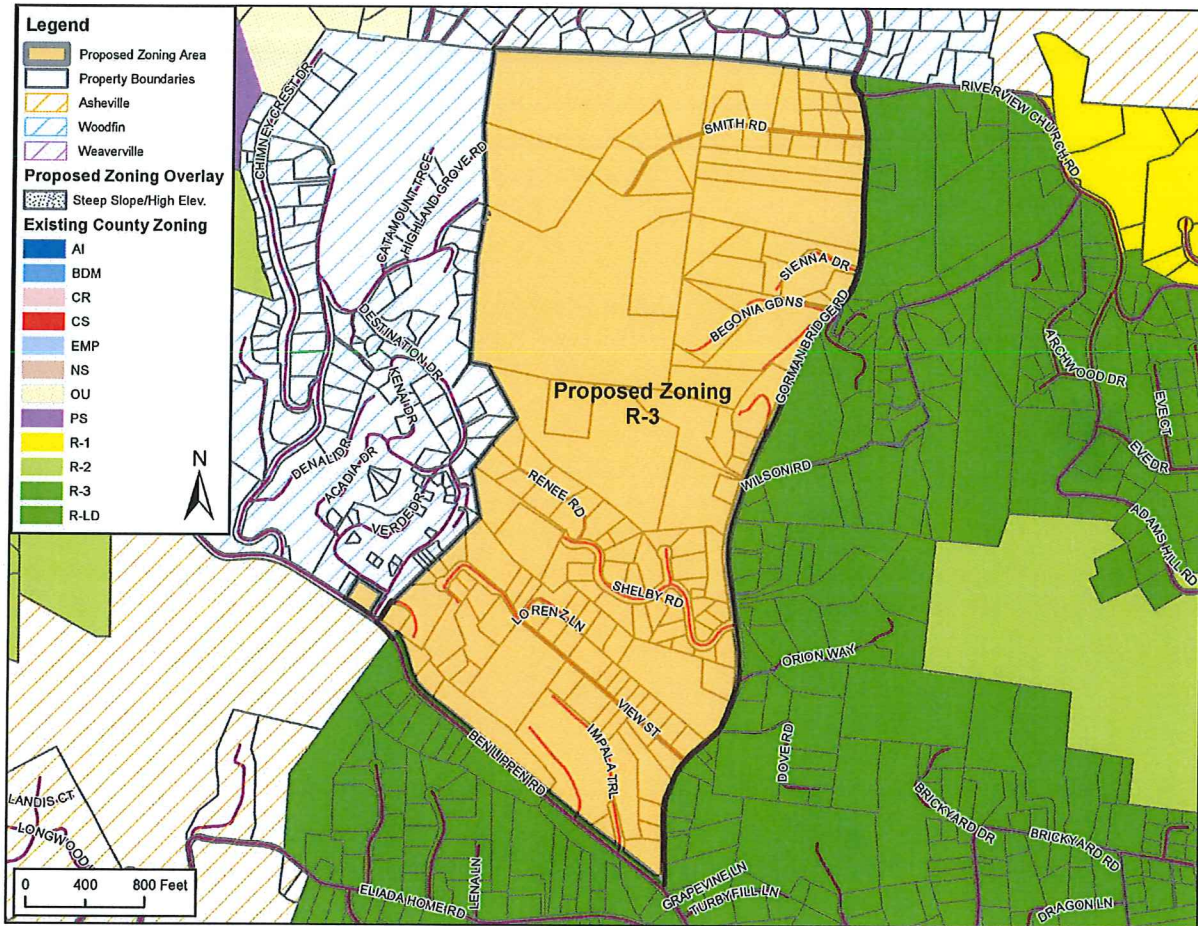 Legend
Proposed Zoning Area
Property Boundaries
Asheville
Woodfin
Weaverville
Proposed Zoning Overlay
Steep Slope/High Elev.
Existing County Zoning
AI
BDM
CR
CS
EMP
NS
OU
PS
R-1
R-2
R-3
R-LD
N
0 400 800 Feet
CHIMNEY CREST DR
CATAMOUNT TRCE
HIGHLAND GROVE RD
DESTINATION DR
KENAI DR
DENALI DR
ACADIA DR
VERDE DR
SMITH RD
RIVERVIEW CHURCH RD
SIENNA DR
BEGONIA GDNS
GORMAN BRIDGE RD
Proposed Zoning
R-3
ARCHWOOD DR
EVE CT
EVE DR
ADAMS HILL RD
WILSON RD
RENEE RD
SHELBY RD
LORENZ LN
ORION WAY
VIEW ST
IMPALA TRL
BEN LIPPEN RD
DOVE RD
BRICKYARD DR
BRICKYARD RD
LANDIS CT
ELIADA HOME RD
LENA LN
GRAPEVINE LN
TURBYFILL LN
DRAGON LN